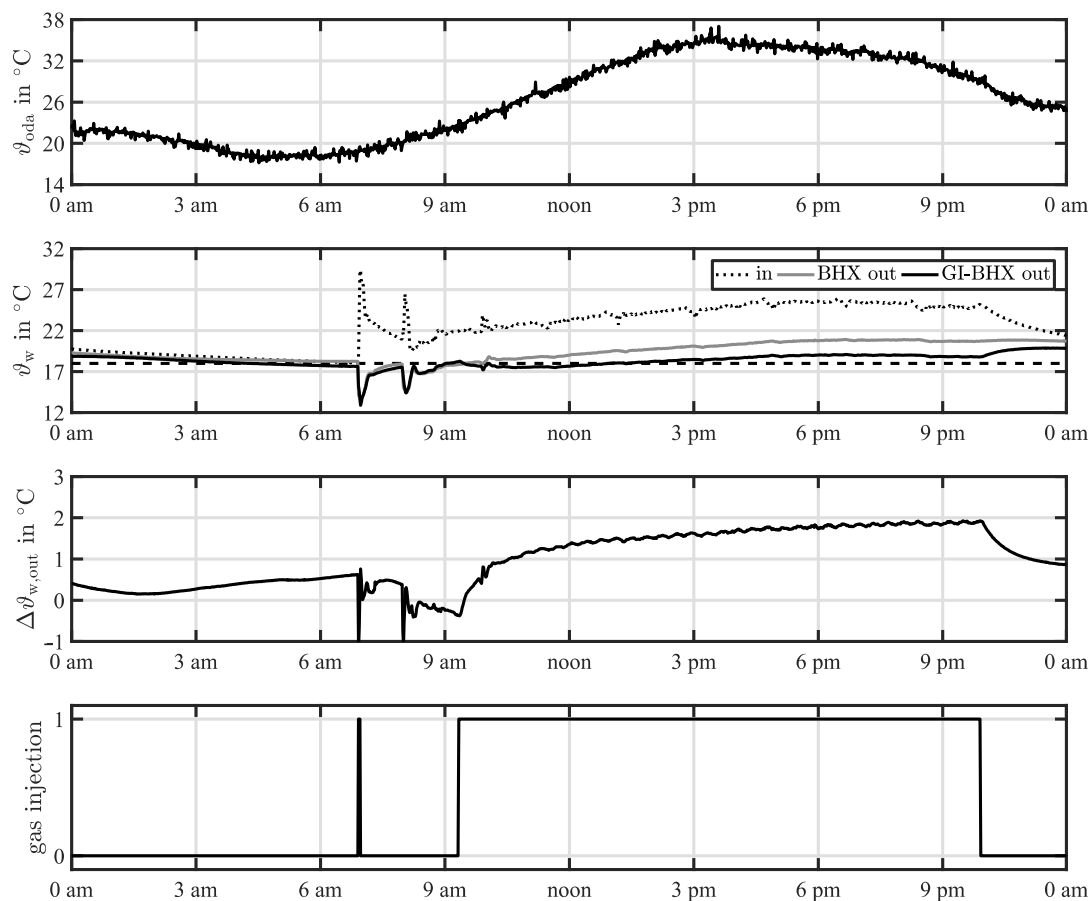 38
32
26
20
14
ϑoda in °C
0 am 3 am 6 am 9 am noon 3 pm 6 pm 9 pm 0 am
32
27
22
17
12
ϑw in °C
in BHX out GI-BHX out
0 am 3 am 6 am 9 am noon 3 pm 6 pm 9 pm 0 am
3
2
1
0
-1
Δϑw,out in °C
0 am 3 am 6 am 9 am noon 3 pm 6 pm 9 pm 0 am
1
0
gas injection
0 am 3 am 6 am 9 am noon 3 pm 6 pm 9 pm 0 am